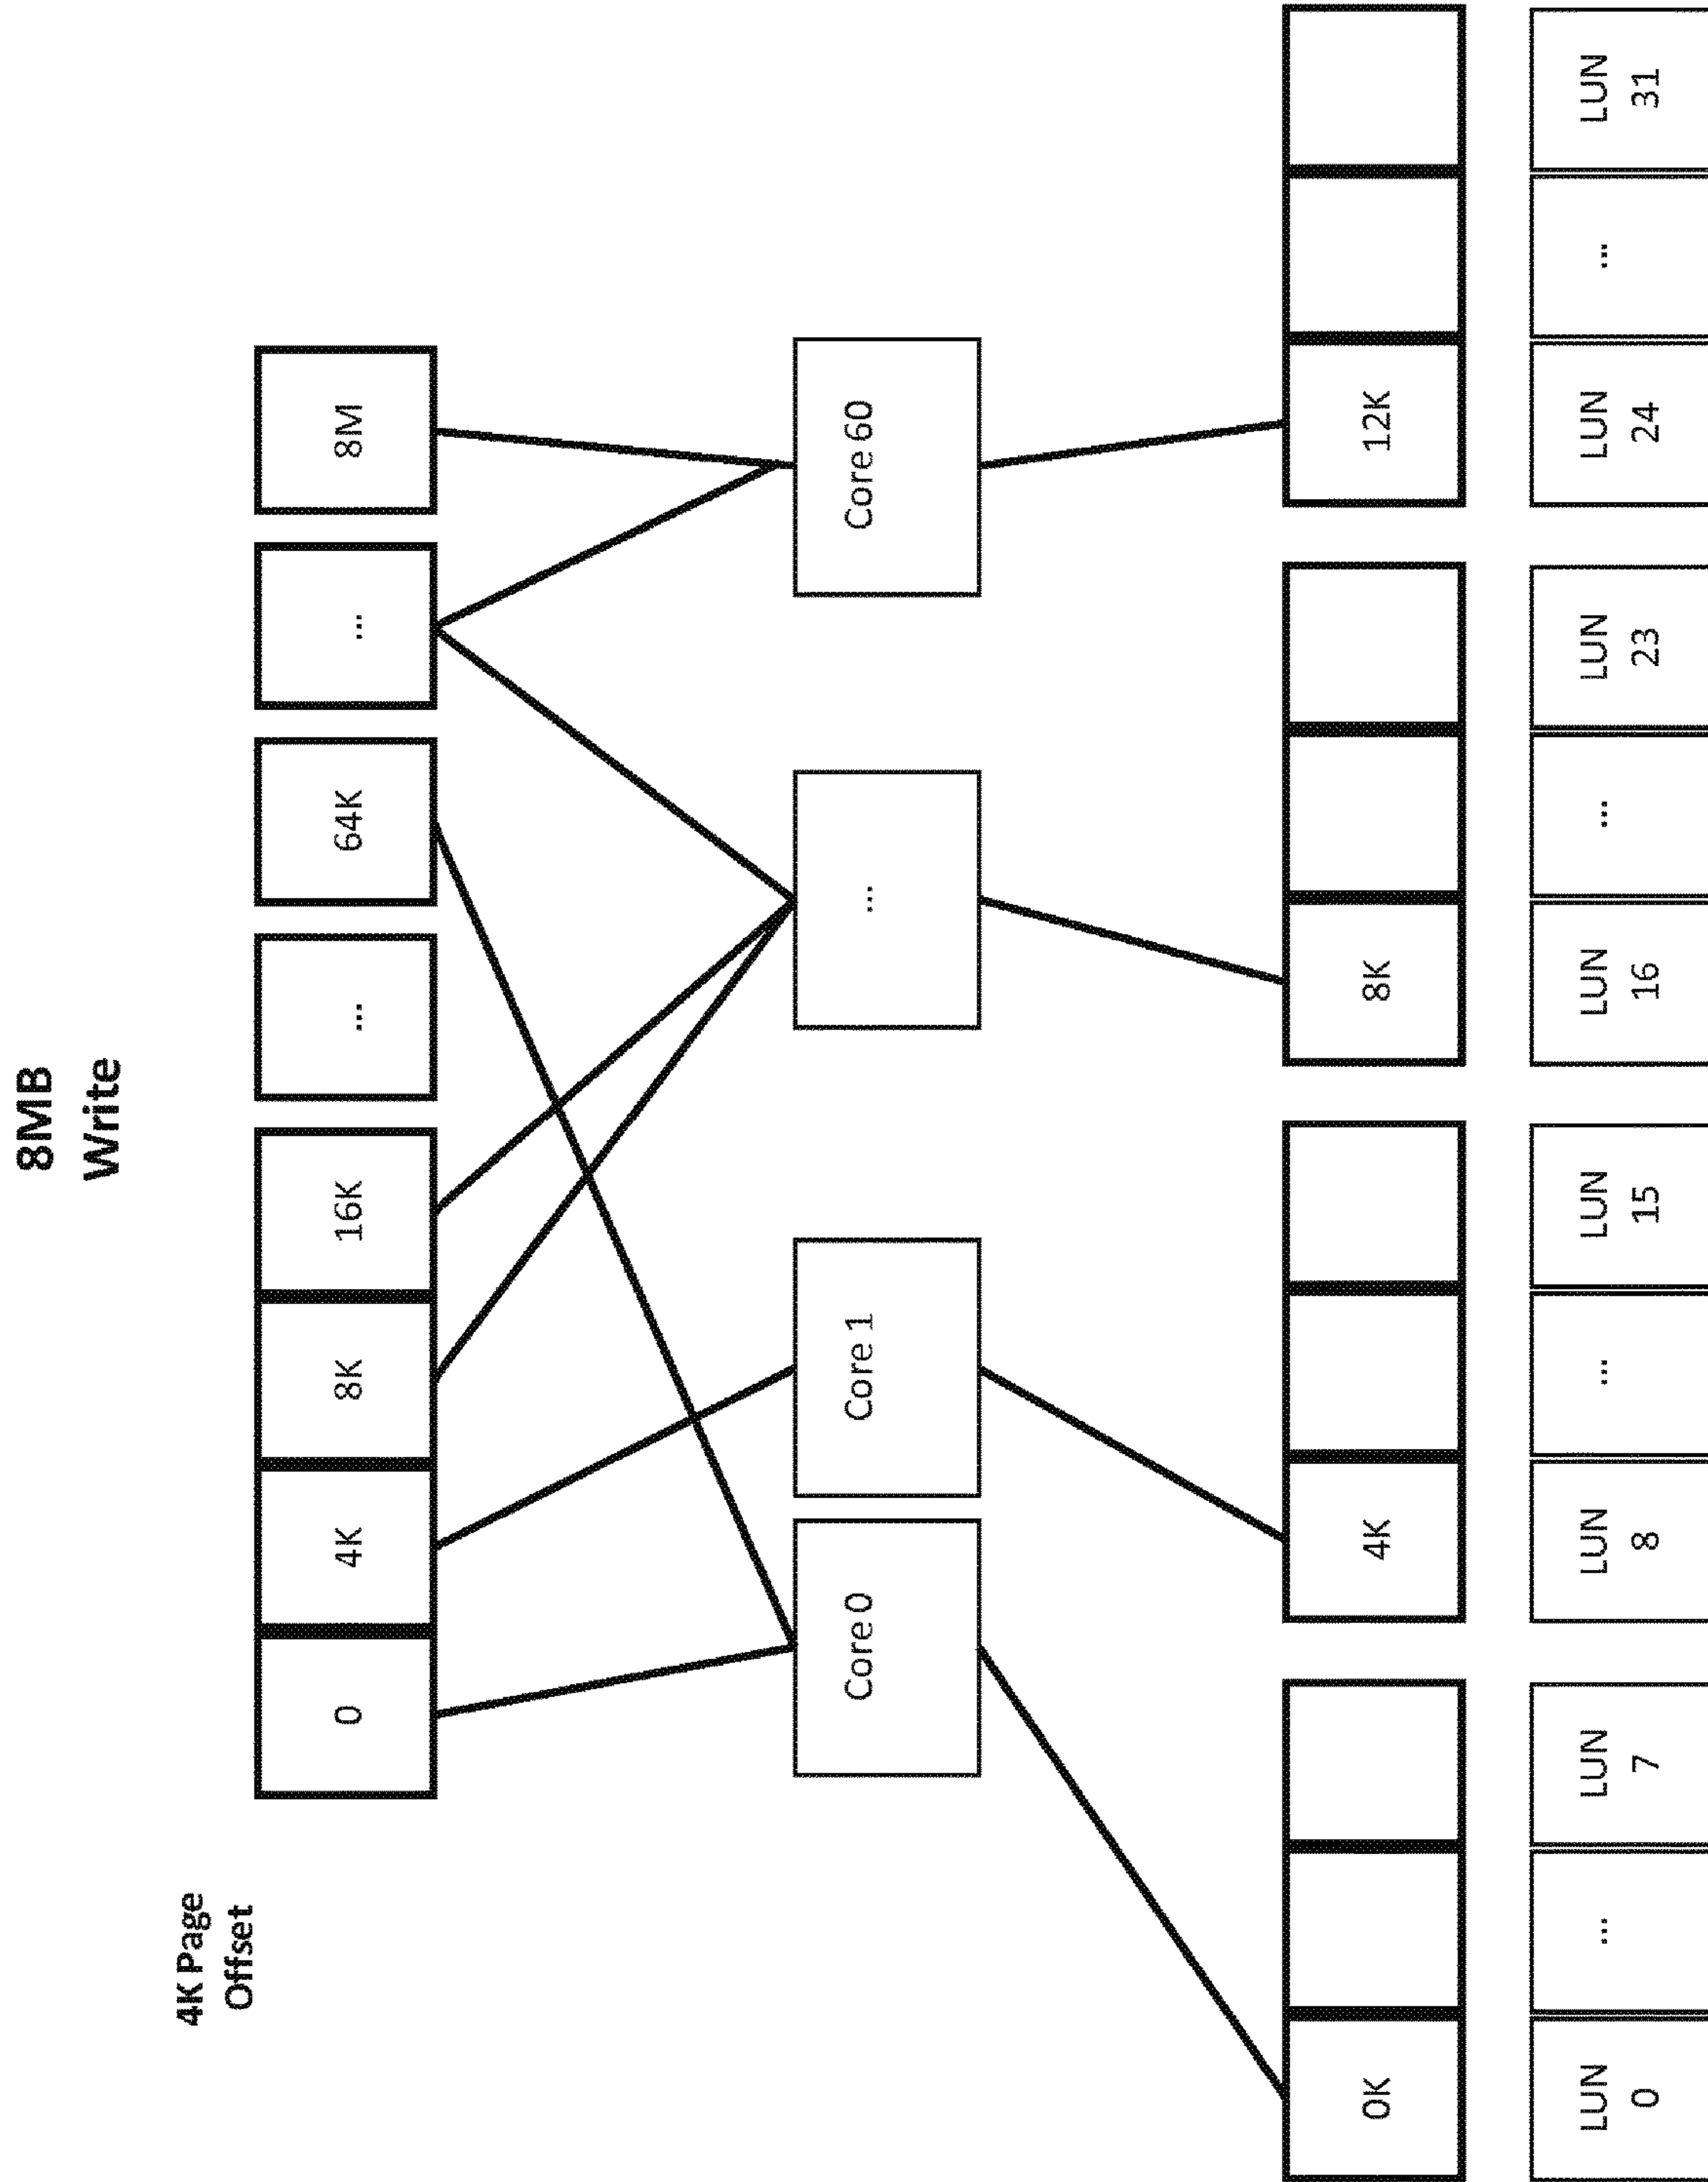 8MB
Write
4K Page
Offset
0
4K
8K
16K
...
64K
...
8M
Core 0
Core 1
...
Core 60
0K
4K
8K
12K
LUN
0
...
LUN
7
LUN
8
...
LUN
15
LUN
16
...
LUN
23
LUN
24
...
LUN
31